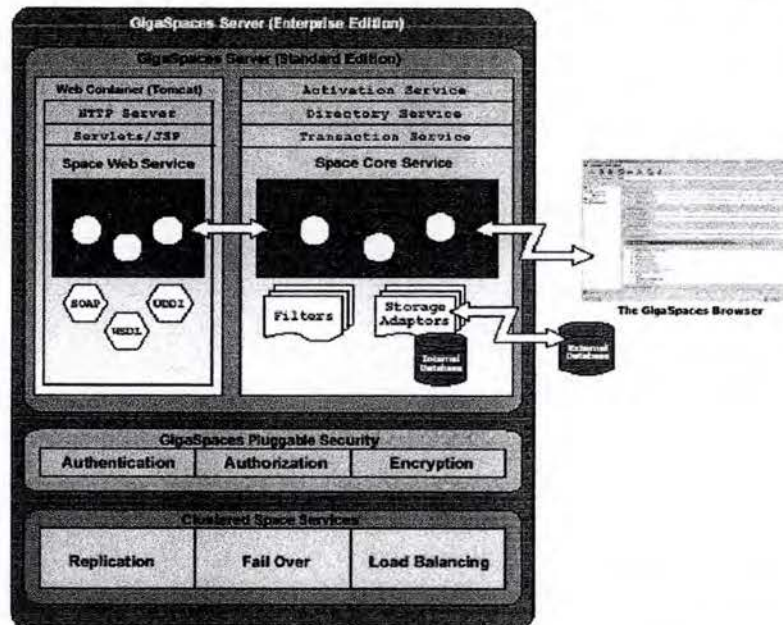 GigaSpaces Server (Enterprise Edition)
GigaSpaces Server (Standard Edition)
Web Container (Tomcat)
HTTP Server
Servlets/JSP
Space Web Service
SOAP
UDDI
WSDL
Activation Service
Directory Service
Transaction Service
Space Core Service
Filters
Storage
Adaptors
Internal
Database
External
Database
The GigaSpaces Browser
GigaSpaces Pluggable Security
Authentication
Authorization
Encryption
Clustered Space Services
Replication
Fail Over
Load Balancing